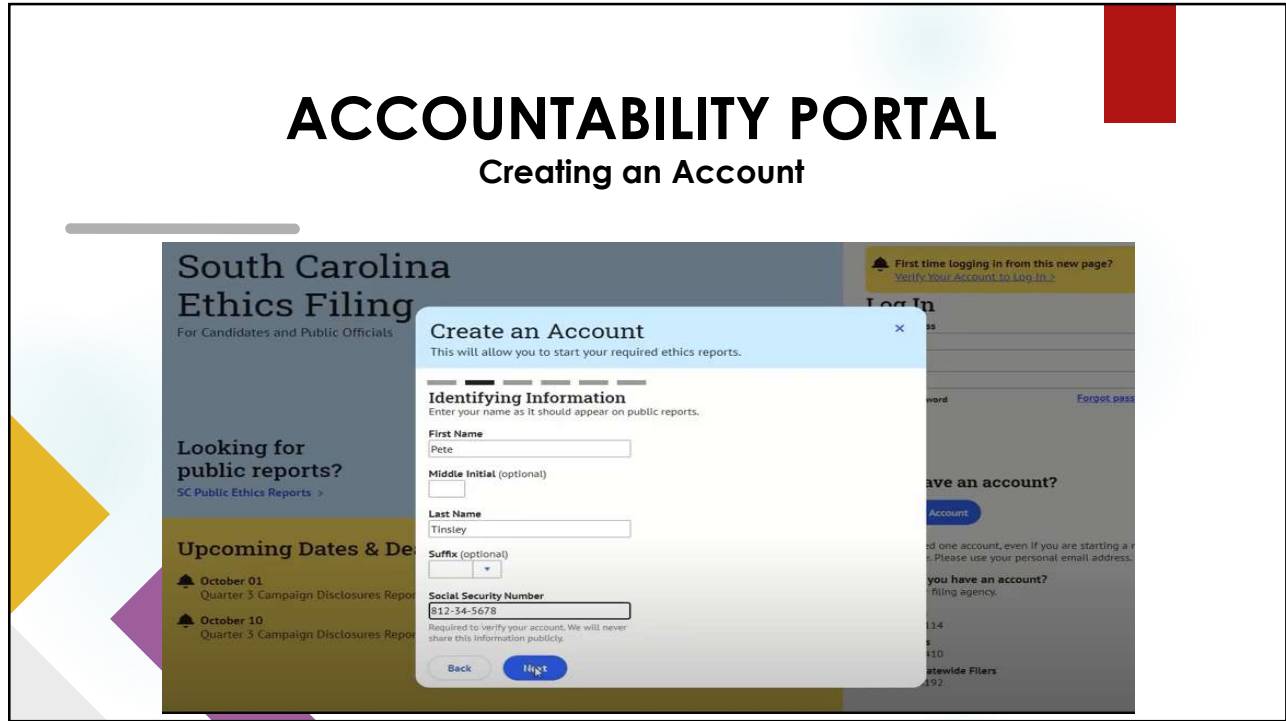 ACCOUNTABILITY PORTAL
Creating an Account
South Carolina
Ethics Filing
For Candidates and Public Officials
Looking for
public reports?
SC Public Ethics Reports >
Upcoming Dates & De
October 01
Quarter 3 Campaign Disclosures Repor
October 10
Quarter 3 Campaign Disclosures Repor
Create an Account
×
This will allow you to start your required ethics reports.
Identifying Information
Enter your name as it should appear on public reports.
First Name
Pete
Middle Initial (optional)
Last Name
TInsley
Suffix (optional)
Social Security Number
812-34-5678
Required to verify your account. We will never
share this information publicly.
Back
Next
First time logging in from this new page?
Verify Your Account to Log In >
Log In
ss
word
Forgot pass
ave an account?
Account
ed one account, even if you are starting a
e. Please use your personal email address.
you have an account?
filing agency.
114
s
410
atewide Filers
192